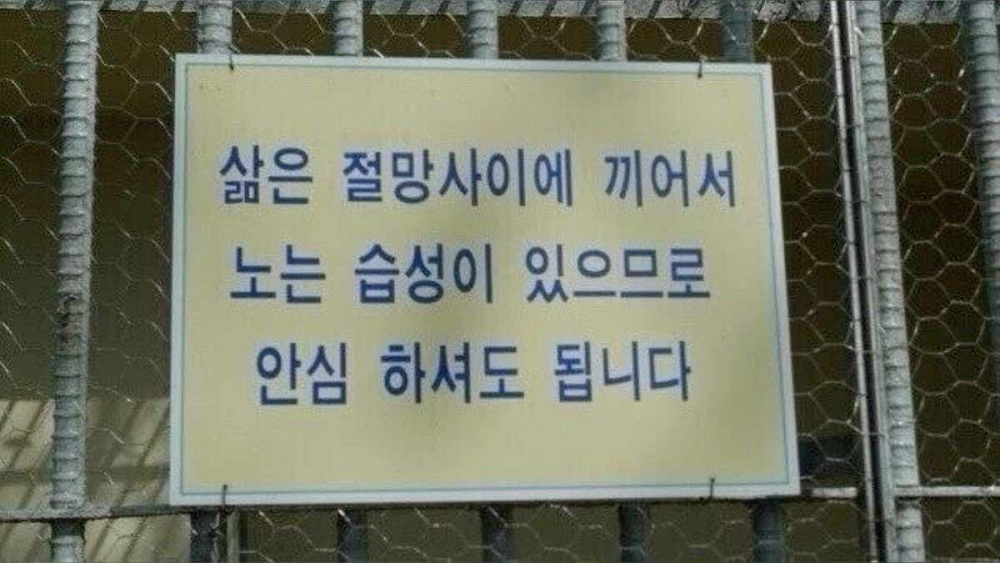 삶은 절망사이에 끼어서
노는 습성이 있으므로
안심 하셔도 됩니다